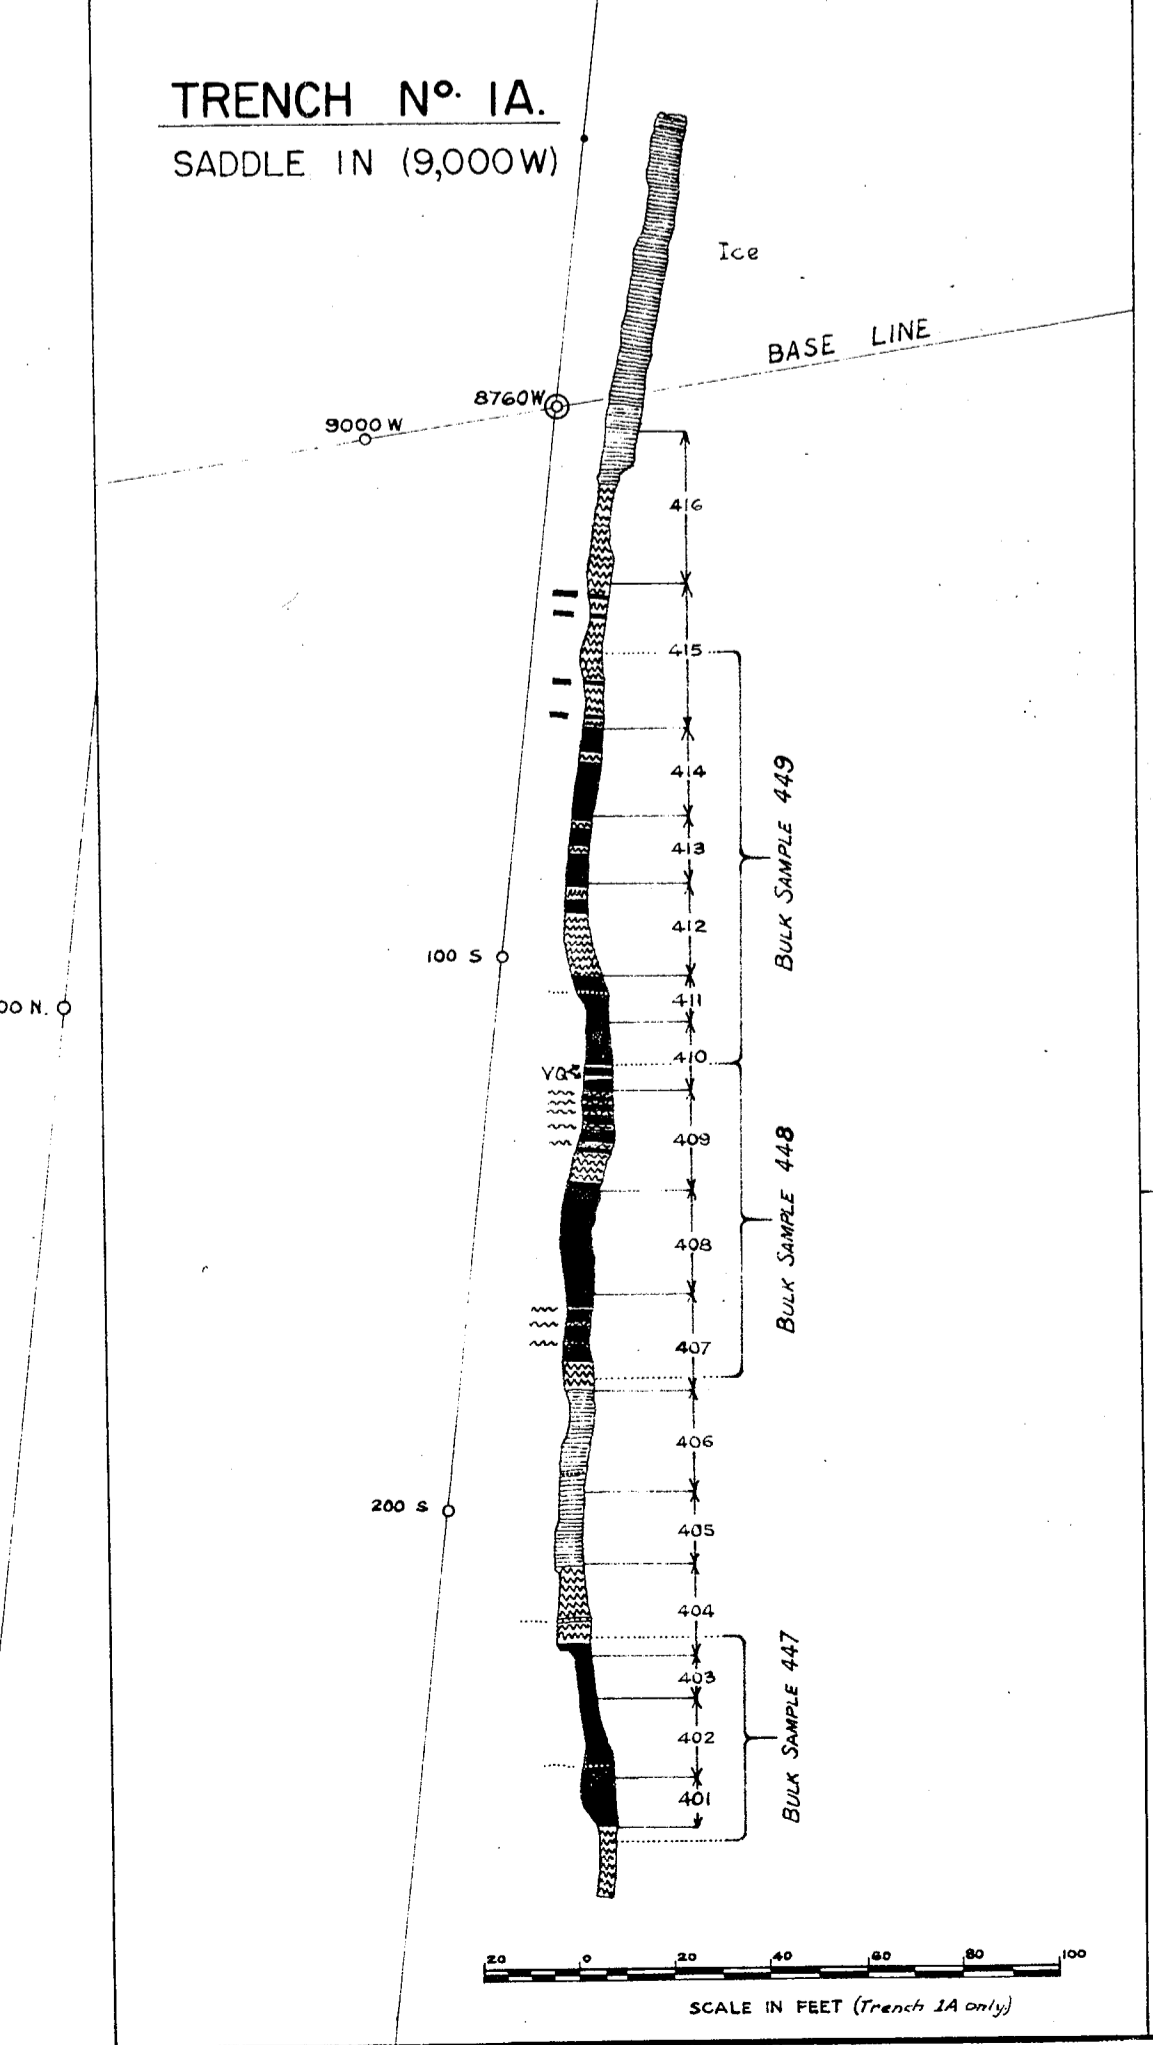 TRENCH Nº. 1A.
SADDLE IN (9,000W)
Ice
BASE LINE
8760W
9000 W
416
415
414
BULK SAMPLE 449
413
412
100 S
411
00 N.
410
VQ
409
BULK SAMPLE 448
408
407
406
200 S
405
404
BULK SAMPLE 447
403
402
401
20 0 20 40 60 80 100
SCALE IN FEET (Trench 1A only.)